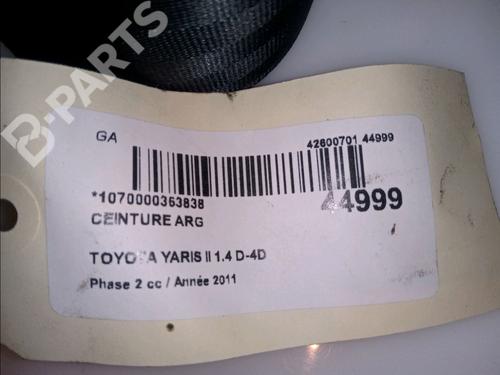 B-PARTS
GA
42600701 44999
*1070000363838
44999
CEINTURE ARG
TOYOTA YARIS II 1.4 D-4D
Phase 2 cc / Année 2011